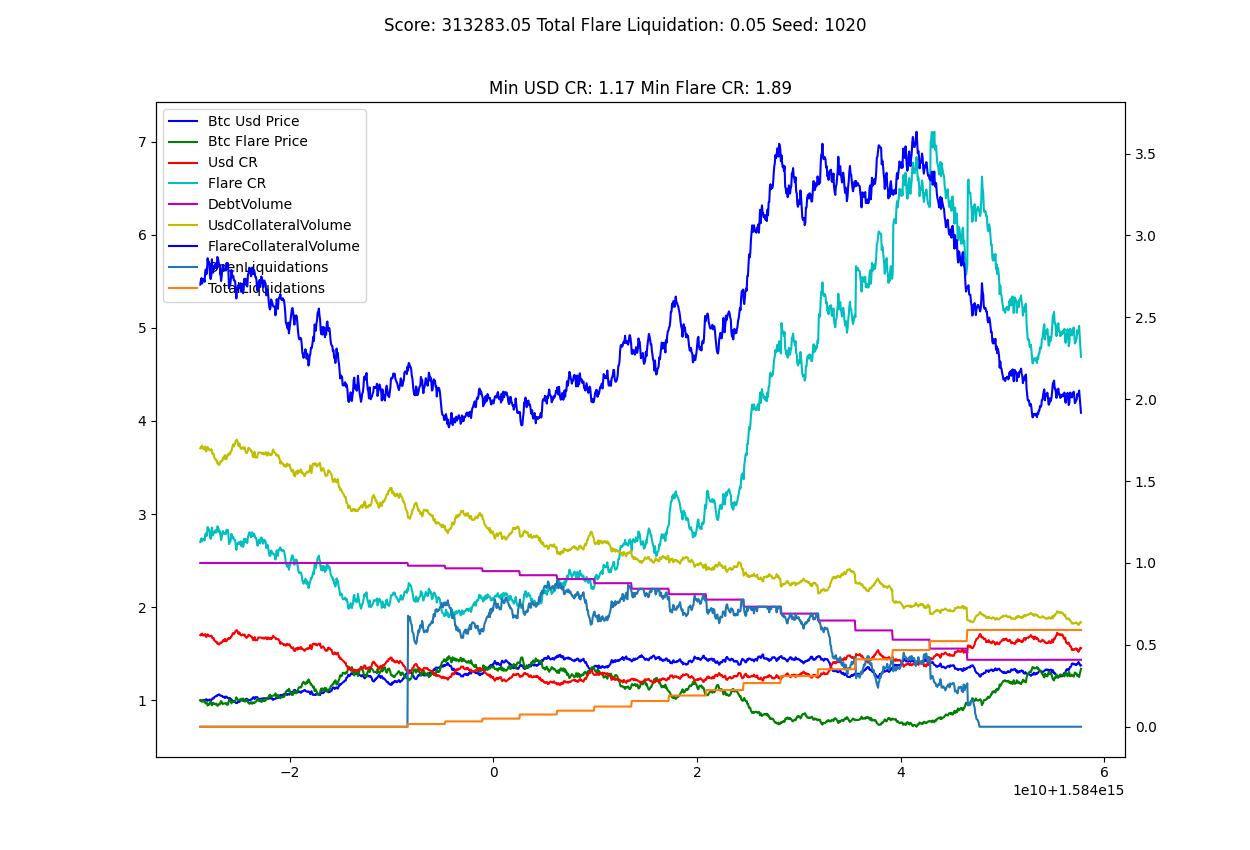 Score: 313283.05 Total Flare Liquidation: 0.05 Seed: 1020
Min USD CR: 1.17 Min Flare CR: 1.89
Btc Usd Price
Btc Flare Price
Usd CR
Flare CR
DebtVolume
UsdCollateralVolume
FlareCollateralVolume
OpenLiquidations
TotalLiquidations
7
6
5
4
3
2
1
3.5
3.0
2.5
2.0
1.5
1.0
0.5
0.0
−2
0
2
4
6
1e10+1.584e15